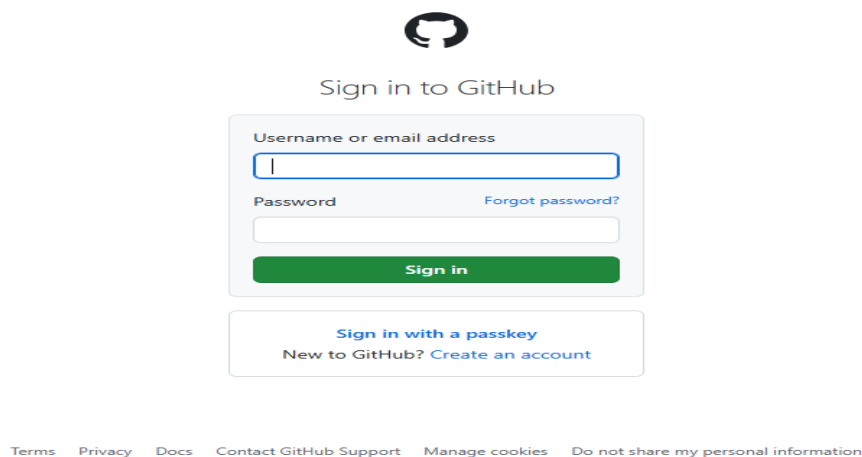 Sign in to GitHub
Username or email address
Password Forgot password?
Sign in
Sign in with a passkey
New to GitHub? Create an account
Terms Privacy Docs Contact GitHub Support Manage cookies Do not share my personal information